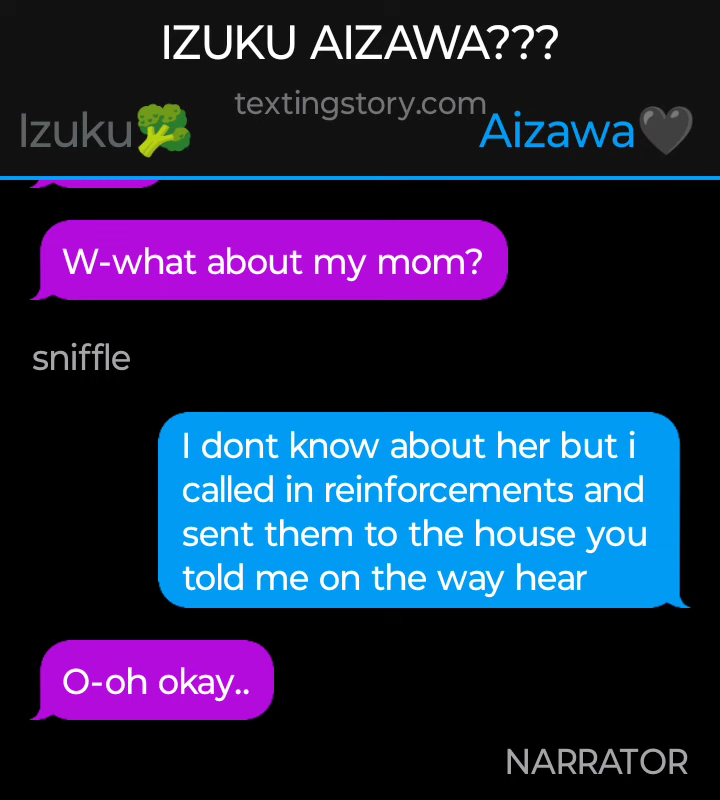 IZUKU AIZAWA???
textingstory.com
Izuku🥦
Aizawa🖤
W-what about my mom?
sniffle
I dont know about her but i
called in reinforcements and
sent them to the house you
told me on the way hear
O-oh okay..
NARRATOR